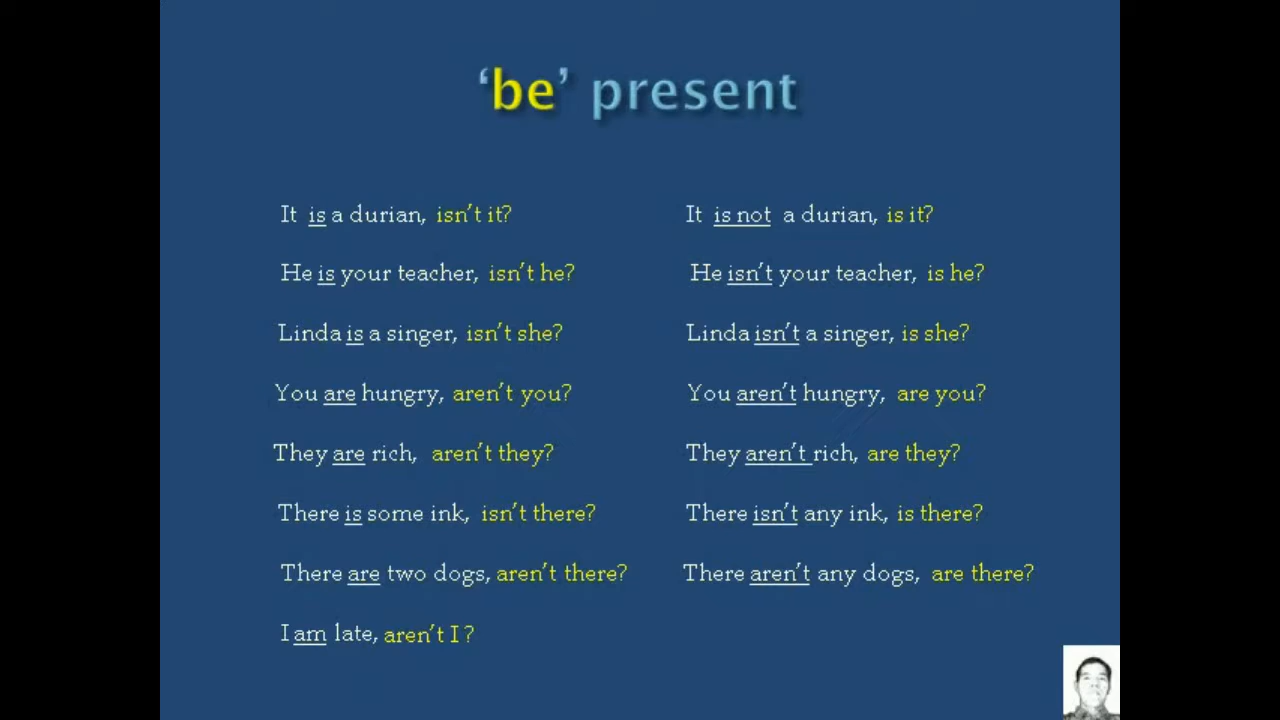 ‘be’ present
It is a durian, isn’t it?
It is not a durian, is it?
He is your teacher, isn’t he?
He isn’t your teacher, is he?
Linda is a singer, isn’t she?
Linda isn’t a singer, is she?
You are hungry, aren’t you?
You aren’t hungry, are you?
They are rich, aren’t they?
They aren’t rich, are they?
There is some ink, isn’t there?
There isn’t any ink, is there?
There are two dogs, aren’t there?
There aren’t any dogs, are there?
I am late, aren’t I ?